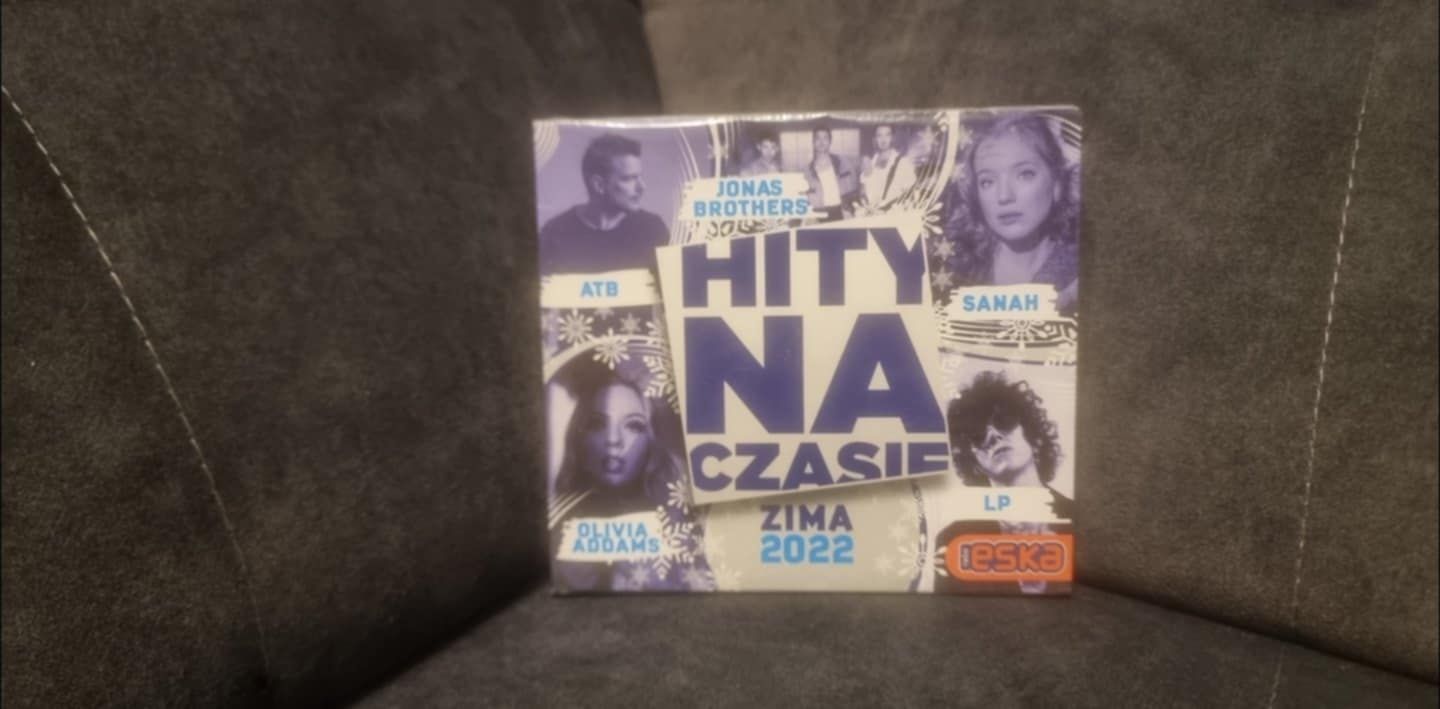 JONAS
BROTHERS
ATB
SANAH
HITY
NA
CZASIE
OLIVIA
ADDAMS
LP
ZIMA
2022
eska